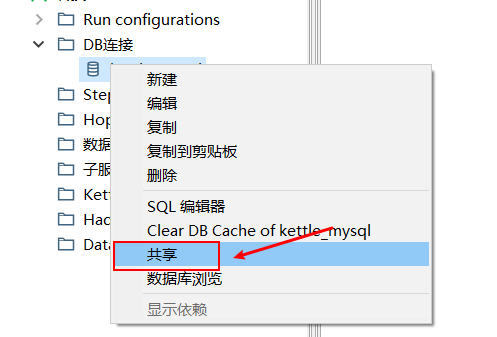 Run configurations
DB连接
新建
编辑
Step
复制
Hop
复制到剪贴板
数据
删除
子服
SQL 编辑器
Kett
Clear DB Cache of kettle_mysql
Had
共享
Data
数据库浏览
显示依赖